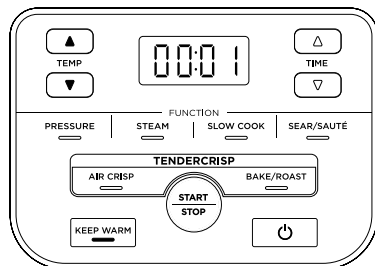 00:01
TEMP
TIME
FUNCTION
PRESSURE STEAM SLOW COOK SEAR/SAUTÉ
TENDERCRISP
AIR CRISP BAKE/ROAST
START
STOP
KEEP WARM